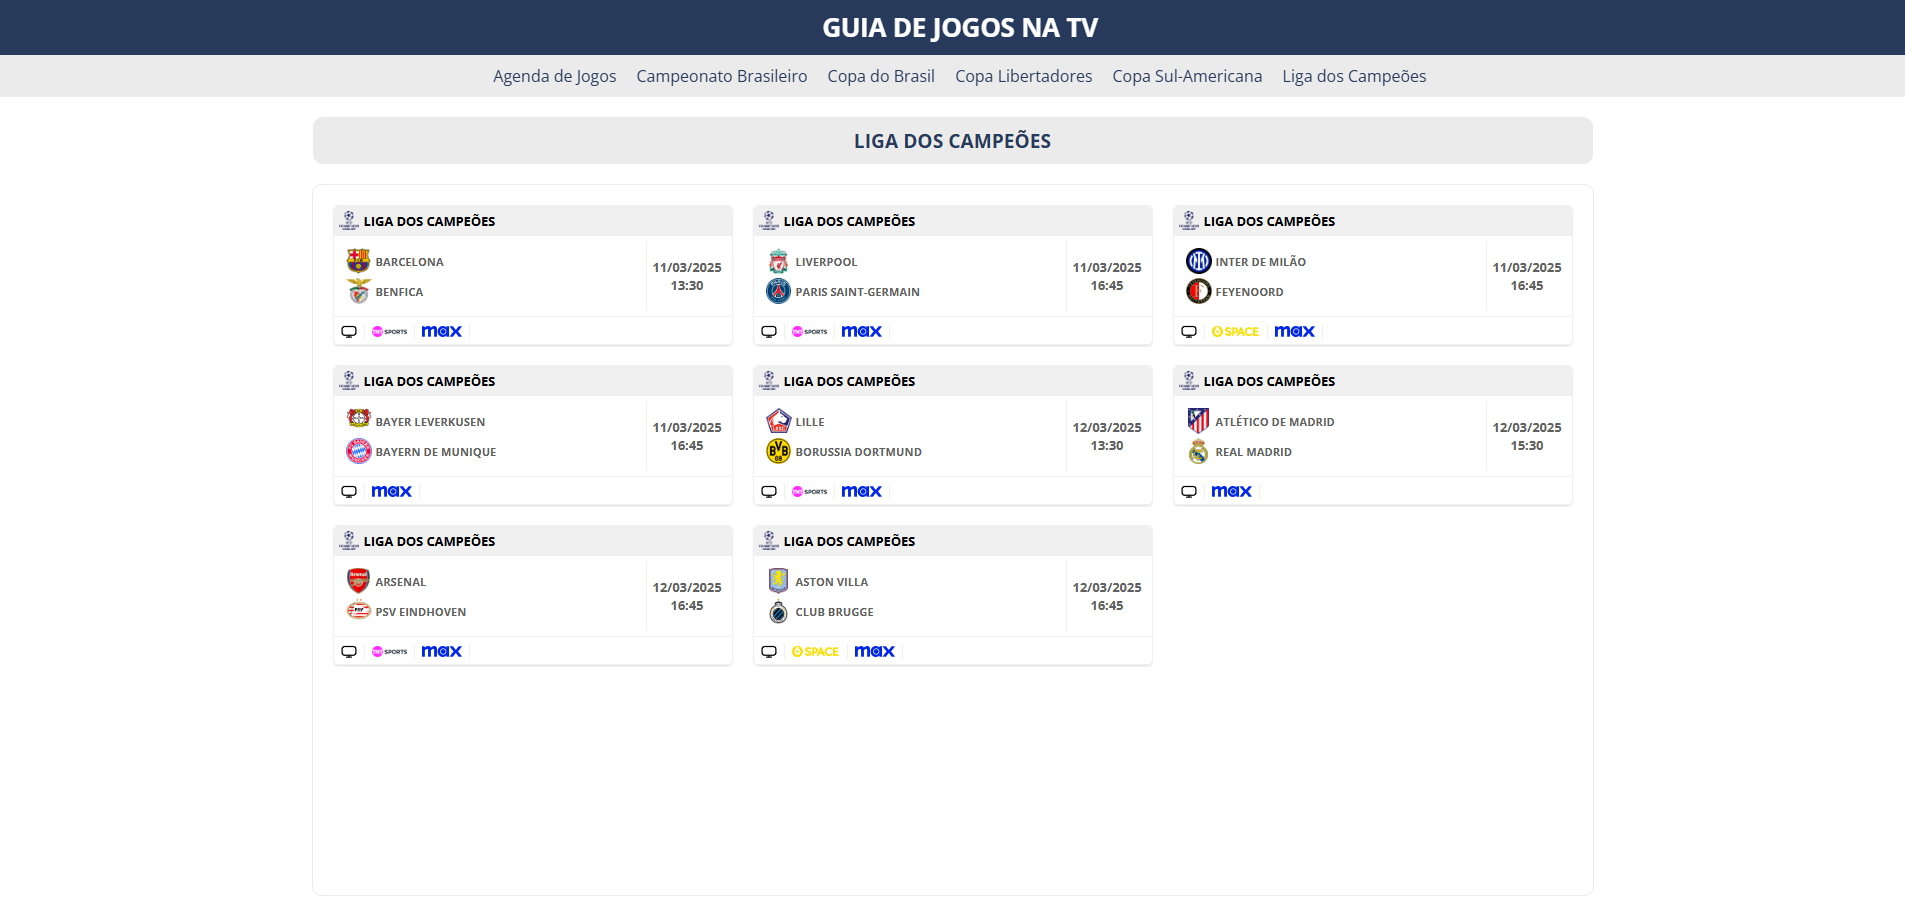 GUIA DE JOGOS NA TV
Agenda de Jogos Campeonato Brasileiro Copa do Brasil Copa Libertadores Copa Sul-Americana Liga dos Campeões
LIGA DOS CAMPEÕES
LIGA DOS CAMPEÕES
BARCELONA
BENFICA
11/03/2025
13:30
TNT SPORTS max
LIGA DOS CAMPEÕES
LIVERPOOL
PARIS SAINT-GERMAIN
11/03/2025
16:45
TNT SPORTS max
LIGA DOS CAMPEÕES
INTER DE MILÃO
FEYENOORD
11/03/2025
16:45
SPACE max
LIGA DOS CAMPEÕES
BAYER LEVERKUSEN
BAYERN DE MUNIQUE
11/03/2025
16:45
max
LIGA DOS CAMPEÕES
LILLE
BORUSSIA DORTMUND
12/03/2025
13:30
TNT SPORTS max
LIGA DOS CAMPEÕES
ATLÉTICO DE MADRID
REAL MADRID
12/03/2025
15:30
max
LIGA DOS CAMPEÕES
ARSENAL
PSV EINDHOVEN
12/03/2025
16:45
TNT SPORTS max
LIGA DOS CAMPEÕES
ASTON VILLA
CLUB BRUGGE
12/03/2025
16:45
SPACE max